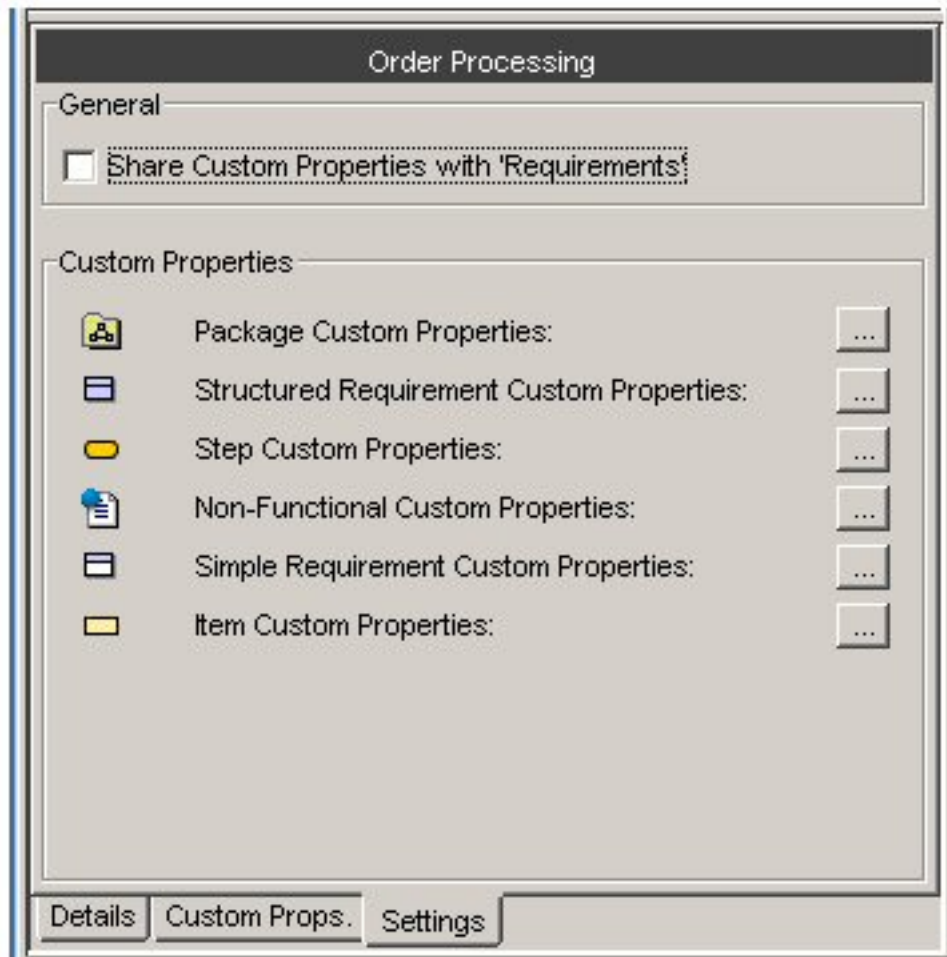 Order Processing
General
Share Custom Properties with 'Requirements'
Custom Properties
Package Custom Properties: ...
Structured Requirement Custom Properties: ...
Step Custom Properties: ...
Non-Functional Custom Properties: ...
Simple Requirement Custom Properties: ...
Item Custom Properties: ...
Details Custom Props. Settings